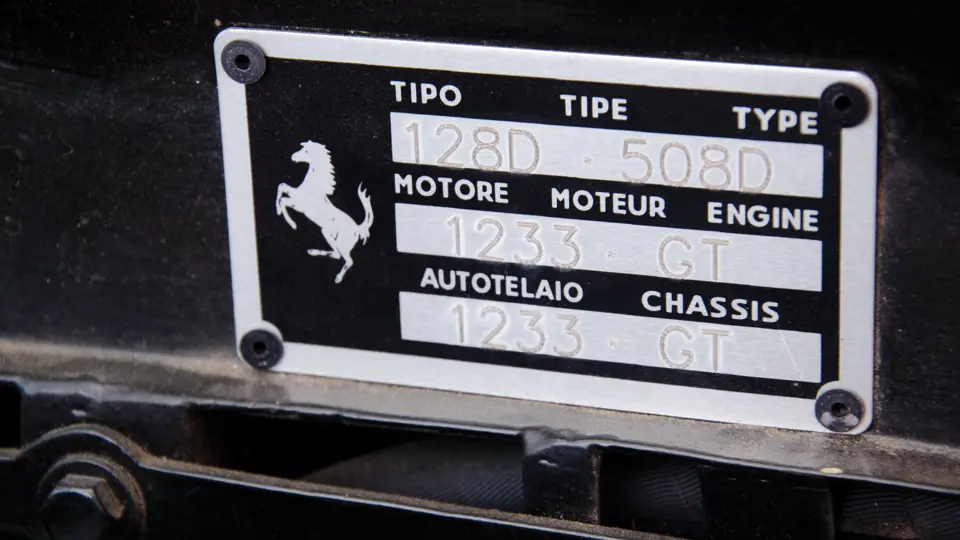 TIPO TIPE TYPE
128D · 508D
MOTORE MOTEUR ENGINE
1233 · GT
AUTOTELAIO CHASSIS
1233 · GT